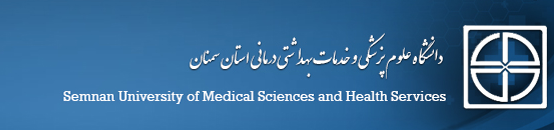 دانشگاه علوم پزشکی و خدمات بهداشتی درمانی استان سمنان
Semnan University of Medical Sciences and Health Services